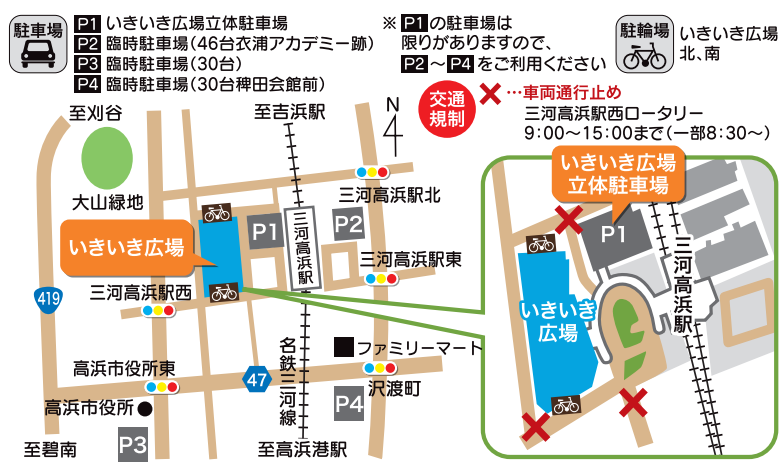 駐車場
P1 いきいき広場立体駐車場
P2 臨時駐車場(46台衣浦アカデミー跡)
P3 臨時駐車場(30台)
P4 臨時駐車場(30台稗田会館前)
※P1の駐車場は
限りがありますので、
P2〜P4をご利用ください
駐輪場
いきいき広場
北、南
交通
規制
…車両通行止め
三河高浜駅西ロータリー
9:00〜15:00まで(一部8:30〜)
至刈谷
至吉浜駅
N
大山緑地
三河高浜駅北
いきいき広場
P1
三河高浜駅
P2
三河高浜駅東
419
三河高浜駅西
名鉄三河線
ファミリーマート
高浜市役所東
47
沢渡町
高浜市役所
P4
P3
至碧南
至高浜港駅
いきいき広場
立体駐車場
P1
三河高浜駅
いきいき
広場